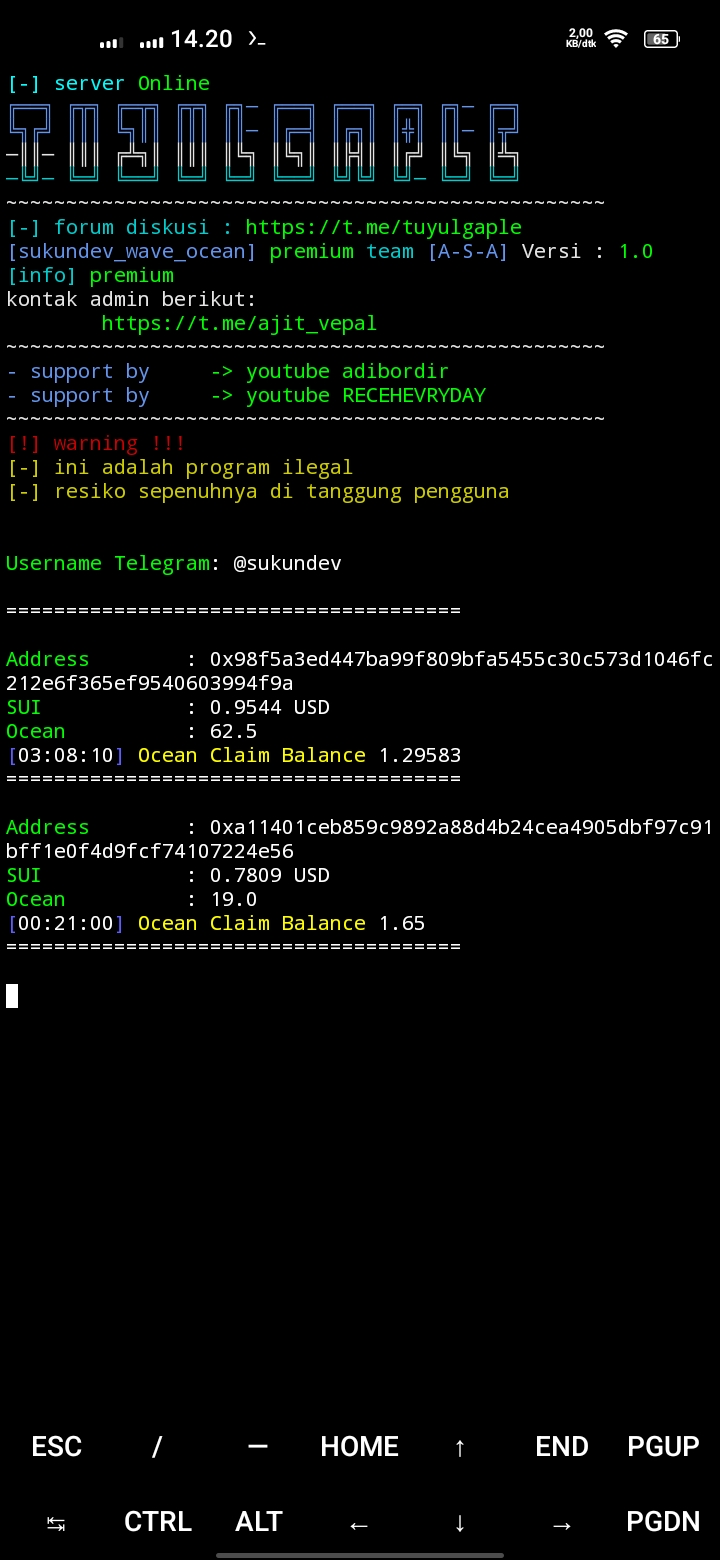 14.20
2,00
KB/dtk
65
[-] server Online
TUYULGAPLE
~~~~~~~~~~~~~~~~~~~~~~~~~~~~~~~~~~~~~~~~~~~~~~~~~~
[-] forum diskusi : https://t.me/tuyulgaple
[sukundev_wave_ocean] premium team [A-S-A] Versi : 1.0
[info] premium
kontak admin berikut:
https://t.me/ajit_vepal
~~~~~~~~~~~~~~~~~~~~~~~~~~~~~~~~~~~~~~~~~~~~~~~~~~
- support by -> youtube adibordir
- support by -> youtube RECEHEVRYDAY
~~~~~~~~~~~~~~~~~~~~~~~~~~~~~~~~~~~~~~~~~~~~~~~~~~
[!] warning !!!
[-] ini adalah program ilegal
[-] resiko sepenuhnya di tanggung pengguna
Username Telegram: @sukundev
======================================
Address : 0x98f5a3ed447ba99f809bfa5455c30c573d1046fc
212e6f365ef9540603994f9a
SUI : 0.9544 USD
Ocean : 62.5
[03:08:10] Ocean Claim Balance 1.29583
======================================
Address : 0xa11401ceb859c9892a88d4b24cea4905dbf97c91
bff1e0f4d9fcf74107224e56
SUI : 0.7809 USD
Ocean : 19.0
[00:21:00] Ocean Claim Balance 1.65
======================================
ESC / — HOME ↑ END PGUP
↹ CTRL ALT ← ↓ → PGDN